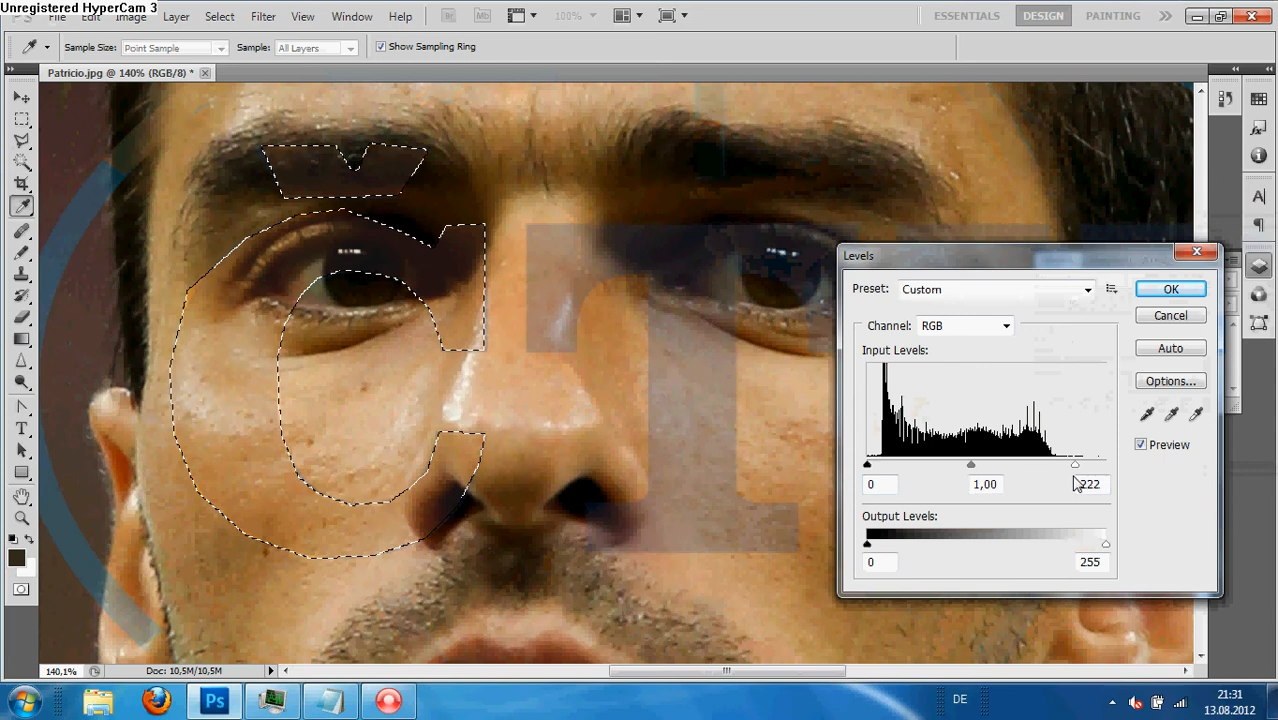 Unregistered HyperCam 3
Edit Image Layer Select Filter View Window Help Br Mb 100% ESSENTIALS DESIGN PAINTING
Sample Size: Point Sample Sample: All Layers Show Sampling Ring
Patricio.jpg @ 140% (RGB/8) *
Levels
Preset: Custom
OK
Channel: RGB
Cancel
Input Levels:
Auto
Options...
Preview
0 1,00 222
Output Levels:
0 255
140,1% Doc: 10,5M/10,5M
Ps DE 21:31
13.08.2012